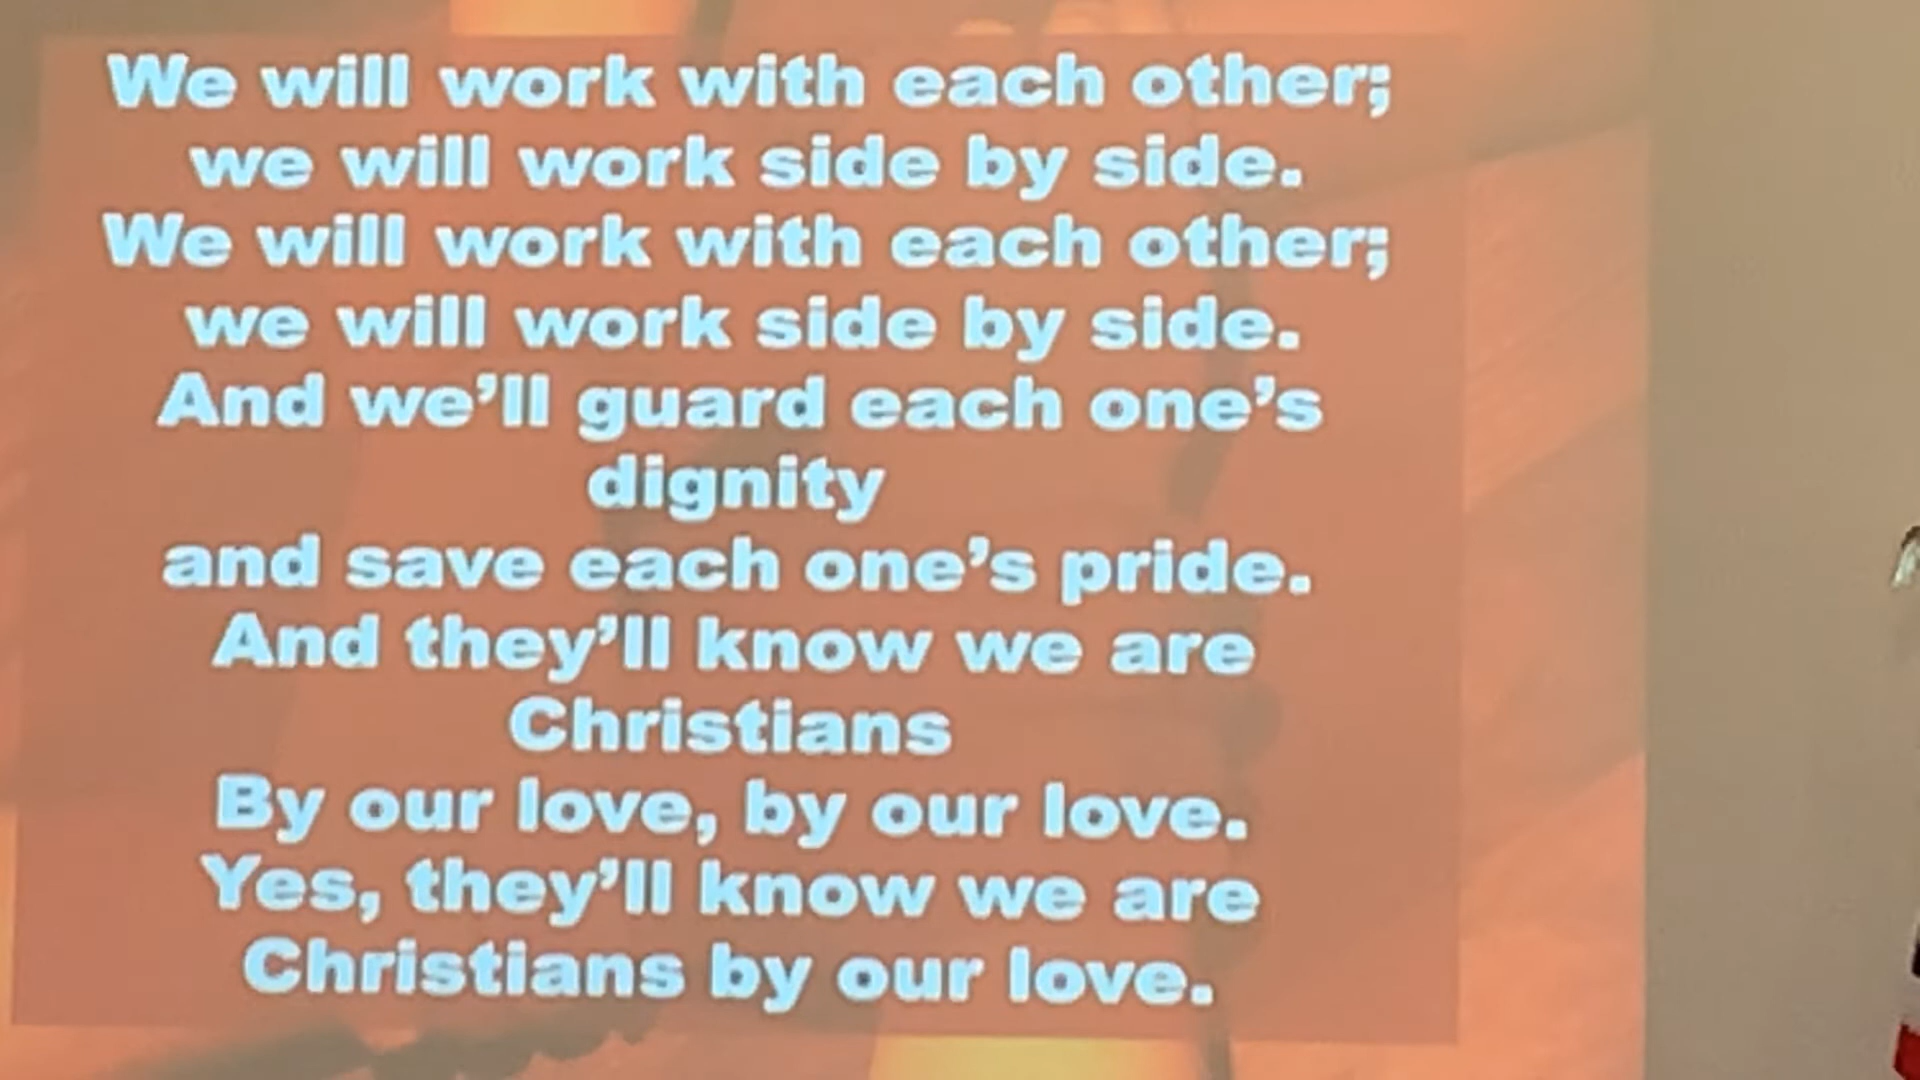 We will work with each other;
we will work side by side.
We will work with each other;
we will work side by side.
And we’ll guard each one’s
dignity
and save each one’s pride.
And they’ll know we are
Christians
By our love, by our love.
Yes, they’ll know we are
Christians by our love.